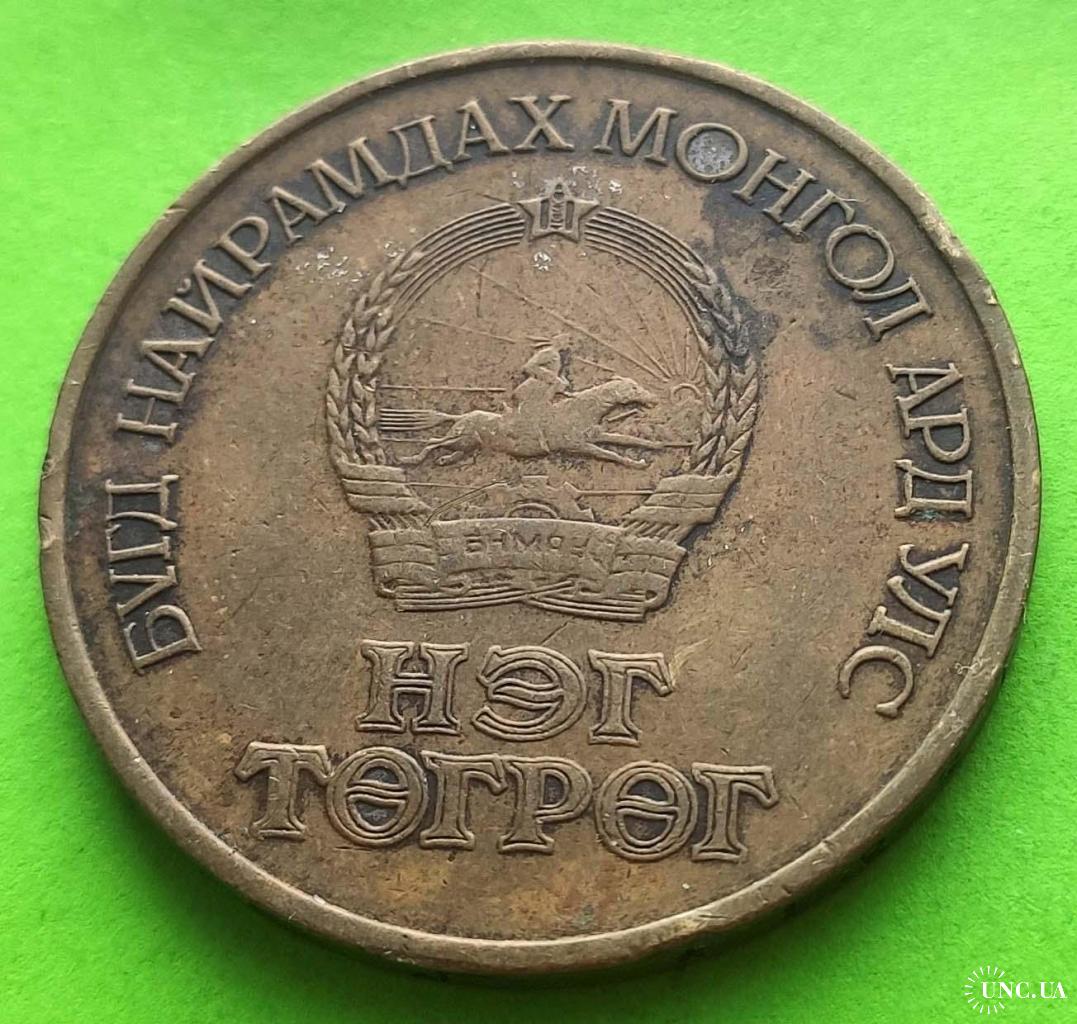 БҮГД НАЙРАМДАХ МОНГОЛ АРД УЛС
БНМАУ
НЭГ
ТӨГРӨГ
UNC.UA